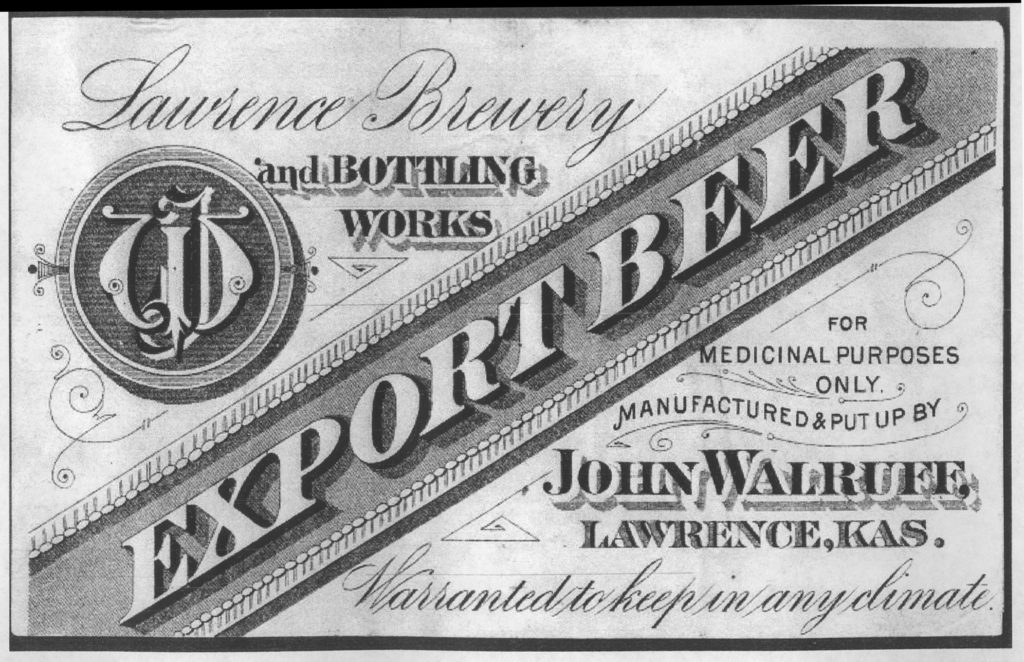 Lawrence Brewery
and BOTTLING
WORKS
JW
EXPORT BEER
FOR
MEDICINAL PURPOSES
ONLY.
MANUFACTURED & PUT UP BY
JOHN WALRUFF,
LAWRENCE, KAS.
Warranted to keep in any climate.